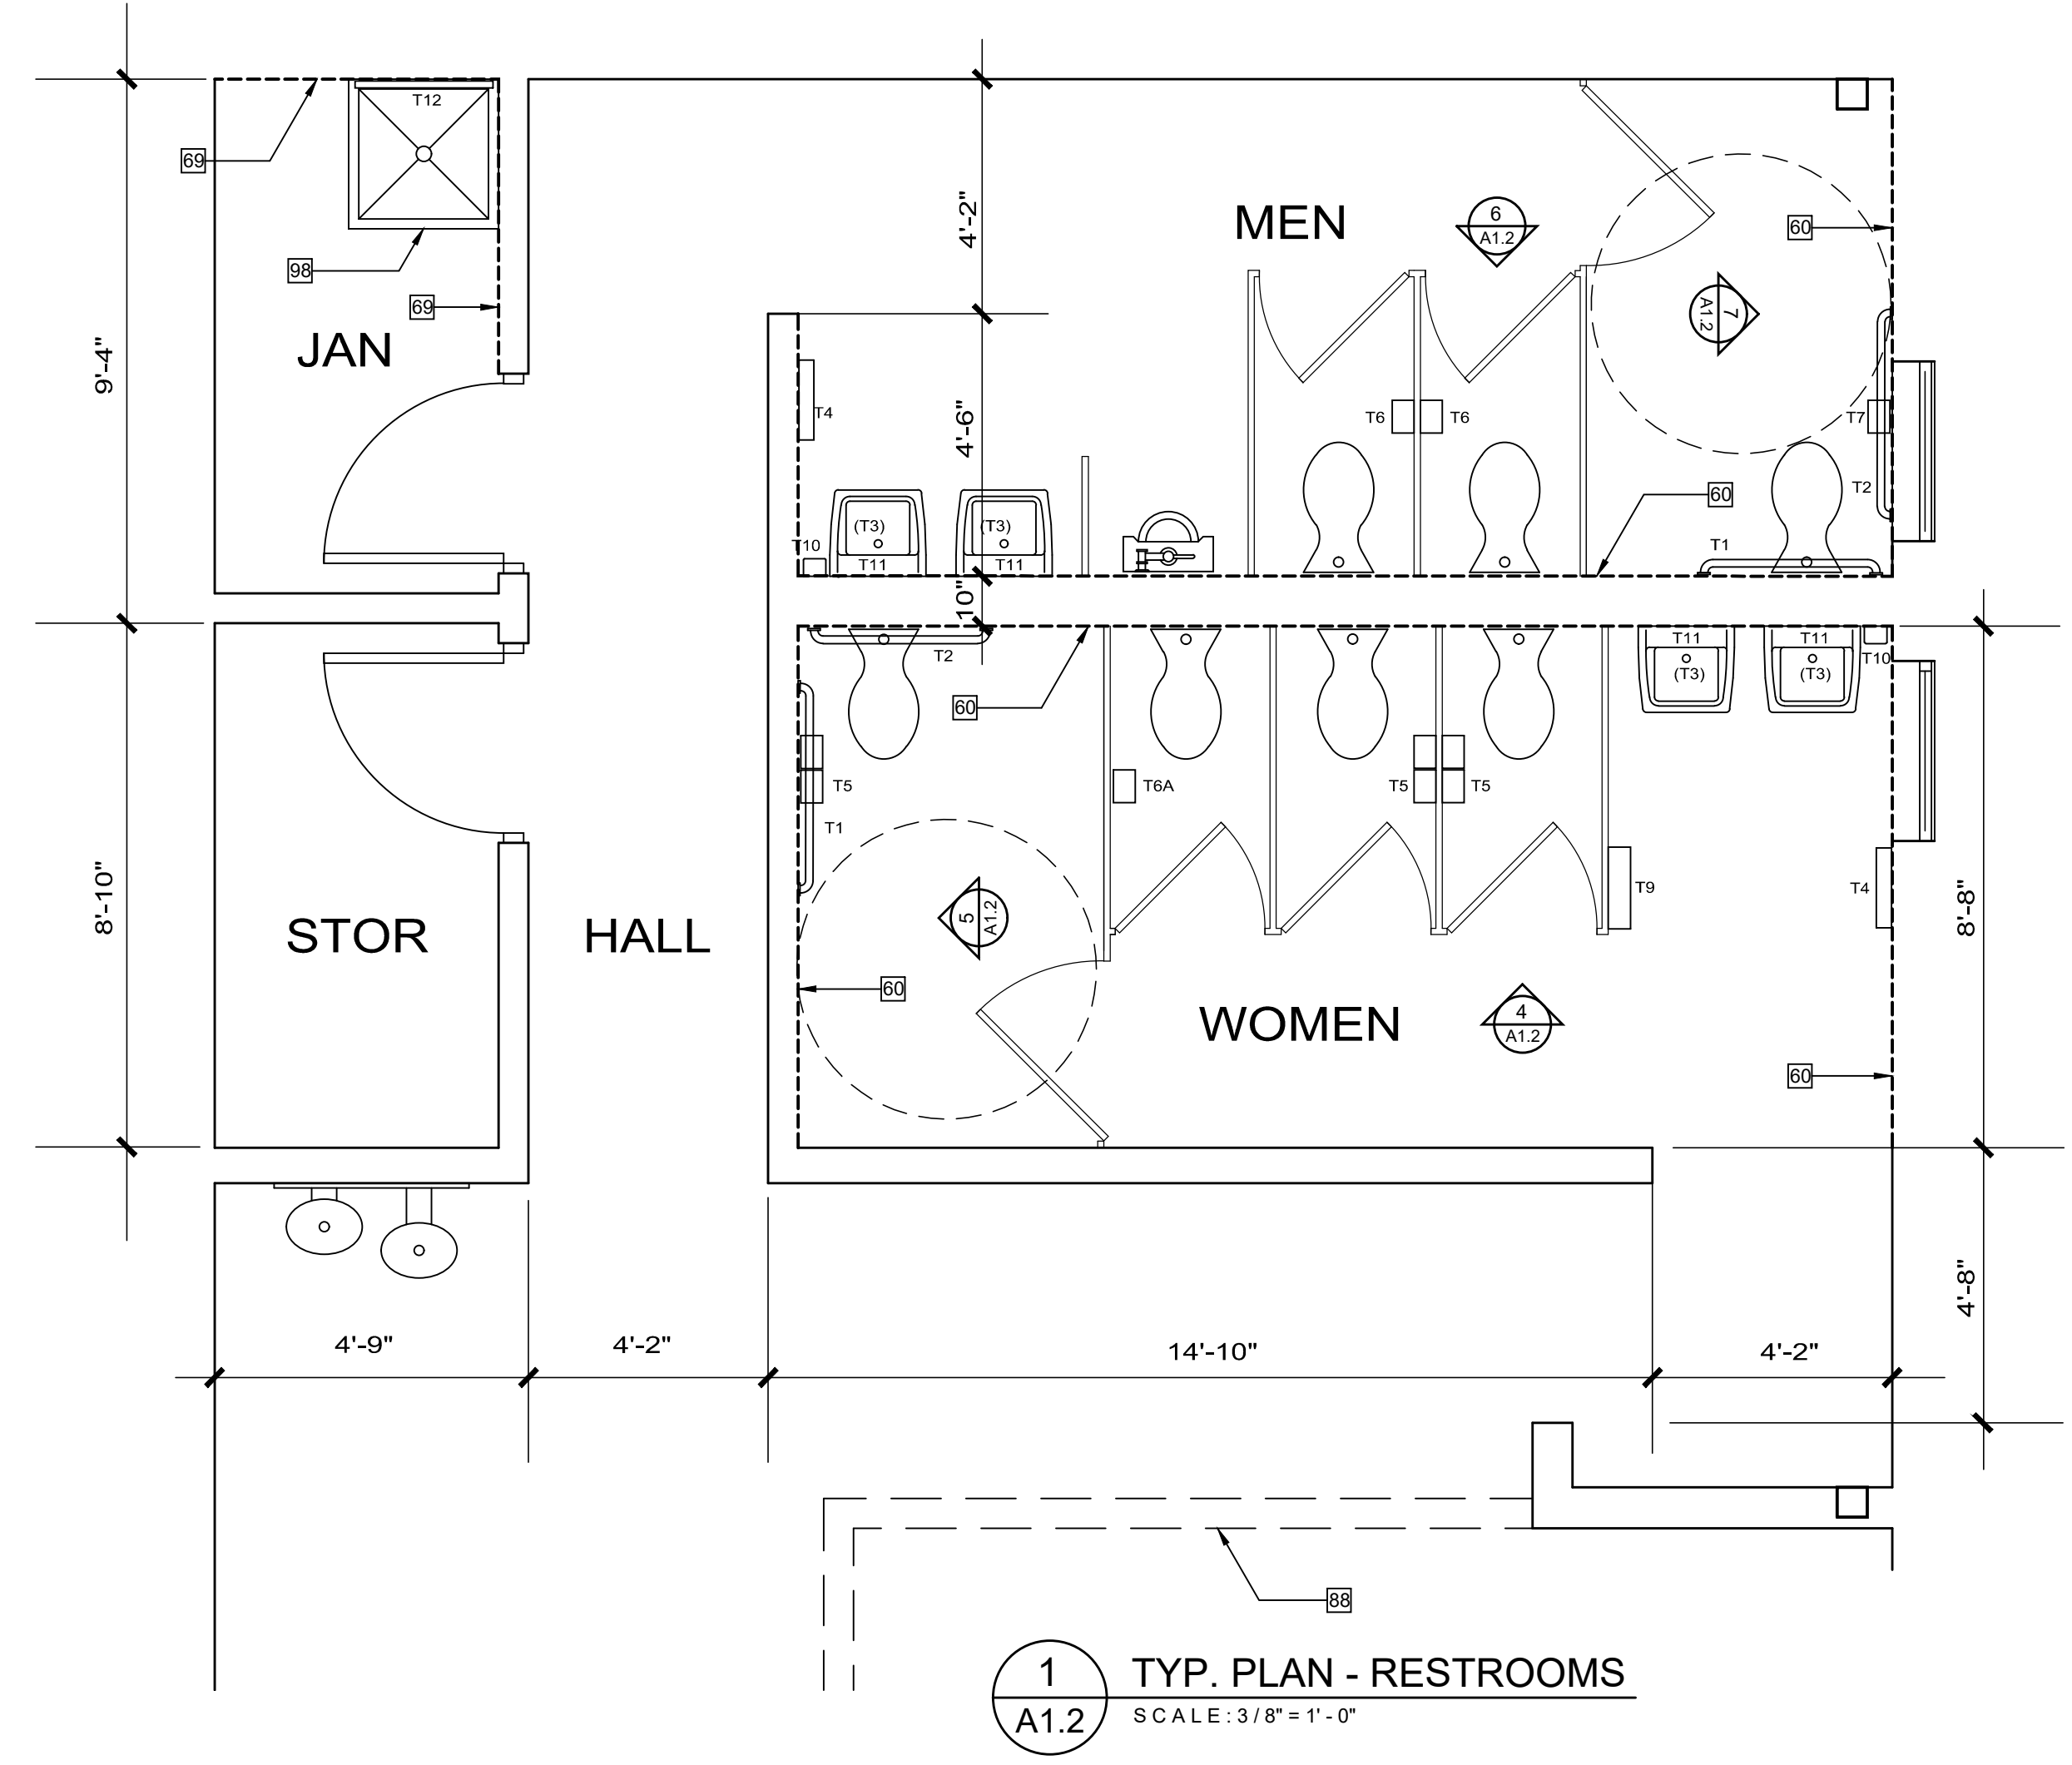 T12
69
4'-2"
MEN
6
A1.2
60
98
69
7
A1.2
JAN
9'-4"
T4
4'-6"
T6
T6
T7
T2
60
(T3)
(T3)
T10
T1
T11
T11
10"
T2
T11
T11
T10
(T3)
(T3)
60
T5
T6A
T5
T5
T1
8'-10"
T9
T4
8'-8"
5
A1.2
STOR
HALL
60
WOMEN
4
A1.2
60
4'-8"
4'-9"
4'-2"
14'-10"
4'-2"
88
1
A1.2
TYP. PLAN - RESTROOMS
SCALE: 3/8" = 1'-0"